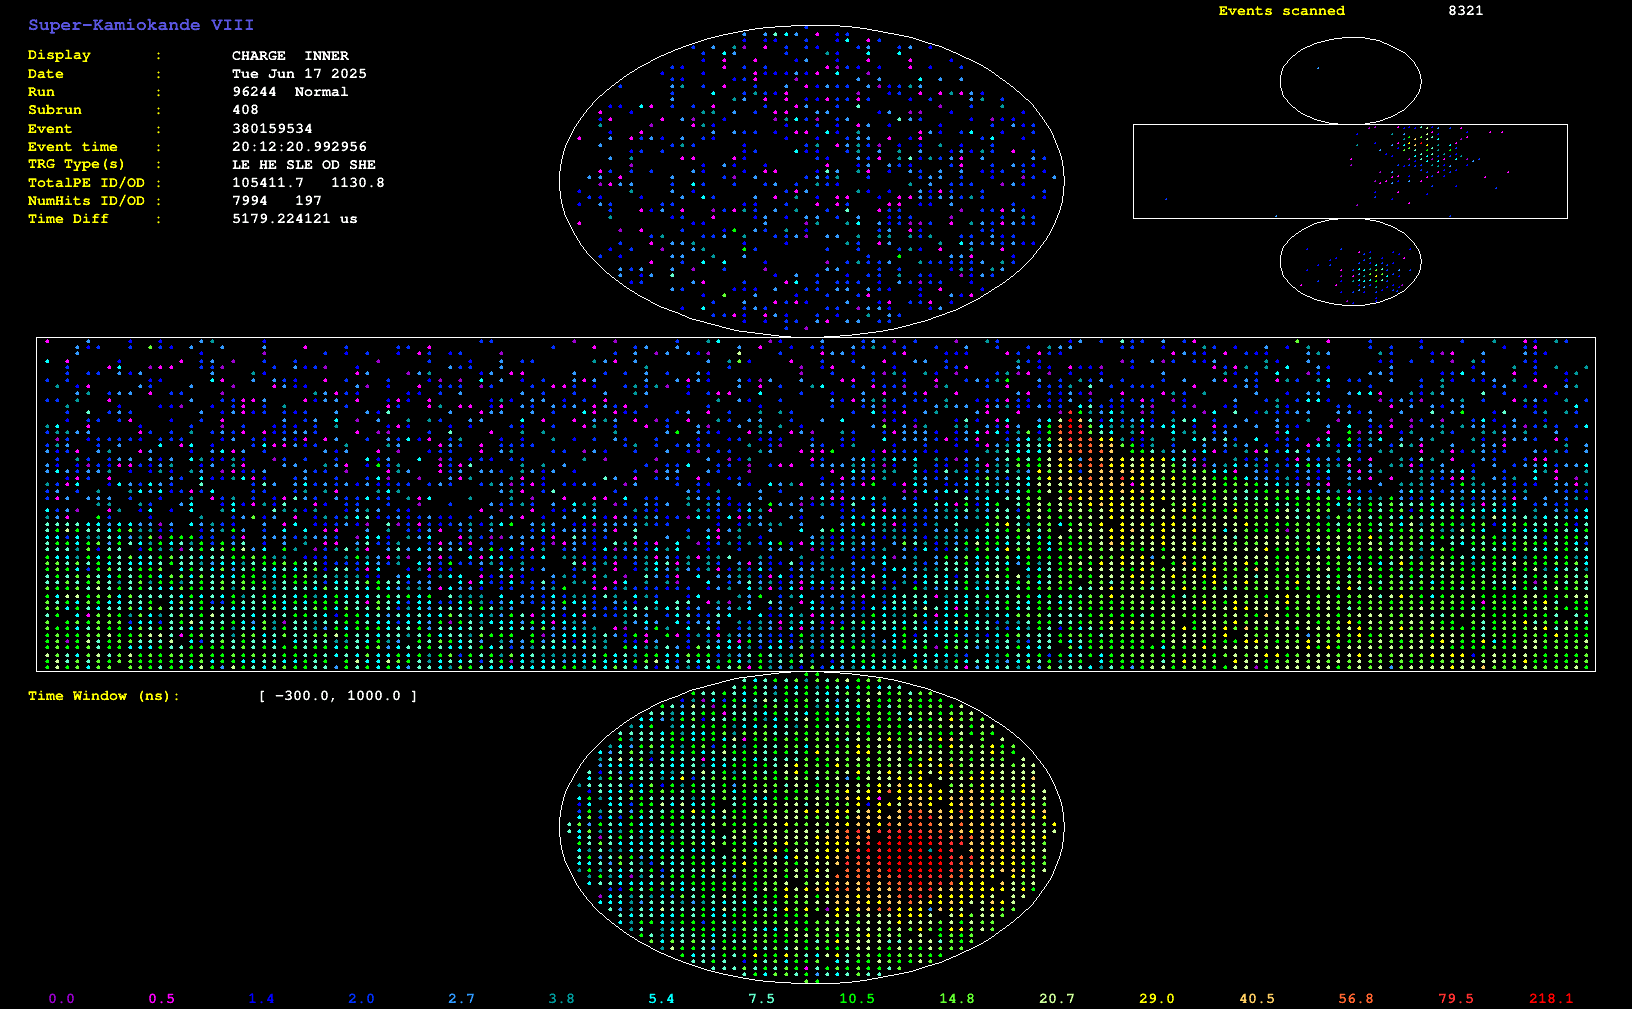 Super-Kamiokande VIII
Events scanned 8321
Display : CHARGE INNER
Date : Tue Jun 17 2025
Run : 96244 Normal
Subrun : 408
Event : 380159534
Event time : 20:12:20.992956
TRG Type(s) : LE HE SLE OD SHE
TotalPE ID/OD : 105411.7 1130.8
NumHits ID/OD : 7994 197
Time Diff : 5179.224121 us
Time Window (ns): [ -300.0, 1000.0 ]
0.0 0.5 1.4 2.0 2.7 3.8 5.4 7.5 10.5 14.8 20.7 29.0 40.5 56.8 79.5 218.1